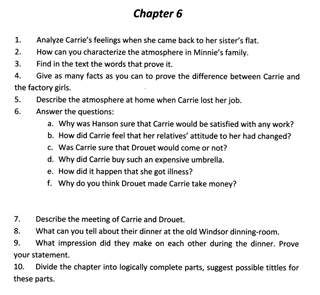 Chapter 6
1. Analyze Carrie's feelings when she came back to her sister's flat.
2. How can you characterize the atmosphere in Minnie's family.
3. Find in the text the words that prove it.
4. Give as many facts as you can to prove the difference between Carrie and
the factory girls.
5. Describe the atmosphere at home when Carrie lost her job.
6. Answer the questions:
a. Why was Hanson sure that Carrie would be satisfied with any work?
b. How did Carrie feel that her relatives' attitude to her had changed?
c. Was Carrie sure that Drouet would come or not?
d. Why did Carrie buy such an expensive umbrella.
e. How did it happen that she got illness?
f. Why do you think Drouet made Carrie take money?
7. Describe the meeting of Carrie and Drouet.
8. What can you tell about their dinner at the old Windsor dinning-room.
9. What impression did they make on each other during the dinner. Prove
your statement.
10. Divide the chapter into logically complete parts, suggest possible tittles for
these parts.